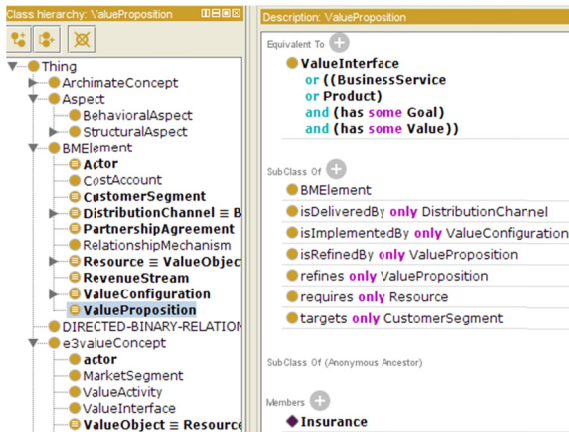 Class hierarchy: ValueProposition
Thing
ArchimateConcept
Aspect
BehavioralAspect
StructuralAspect
BMElement
Actor
CostAccount
CustomerSegment
DistributionChannel ≡ B
PartnershipAgreement
RelationshipMechanism
Resource ≡ ValueObjec
RevenueStream
ValueConfiguration
ValueProposition
DIRECTED-BINARY-RELATION
e3valueConcept
actor
MarketSegment
ValueActivity
ValueInterface
ValueObject ≡ Resource
Description: ValueProposition
Equivalent To
ValueInterface
or ((BusinessService
or Product)
and (has some Goal)
and (has some Value))
SubClass Of
BMElement
isDeliveredBy only DistributionChannel
isImplementedBy only ValueConfiguration
isRefinedBy only ValueProposition
refines only ValueProposition
requires only Resource
targets only CustomerSegment
SubClass Of (Anonymous Ancestor)
Members
Insurance